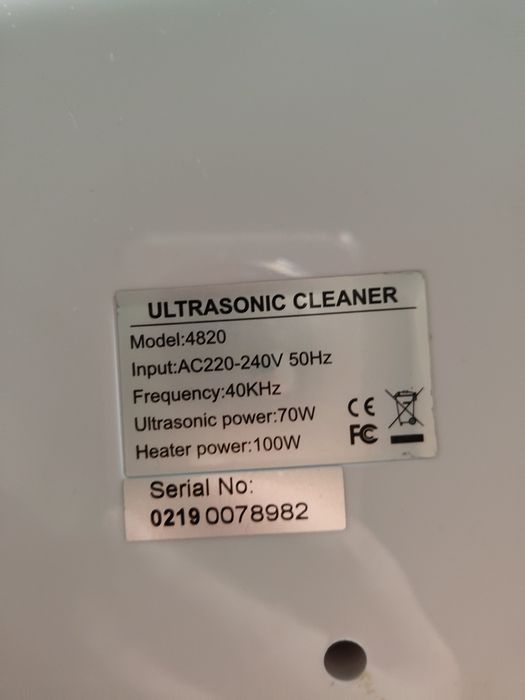 ULTRASONIC CLEANER
Model:4820
Input:AC220-240V 50Hz
Frequency:40KHz
Ultrasonic power:70W
Heater power:100W
CE
FC
Serial No:
0219 0078982